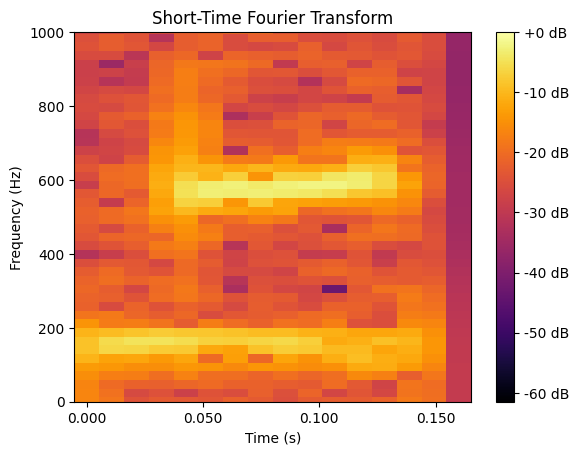 Short-Time Fourier Transform
1000
800
600
400
200
0
Frequency (Hz)
0.000
0.050
0.100
0.150
Time (s)
+0 dB
-10 dB
-20 dB
-30 dB
-40 dB
-50 dB
-60 dB